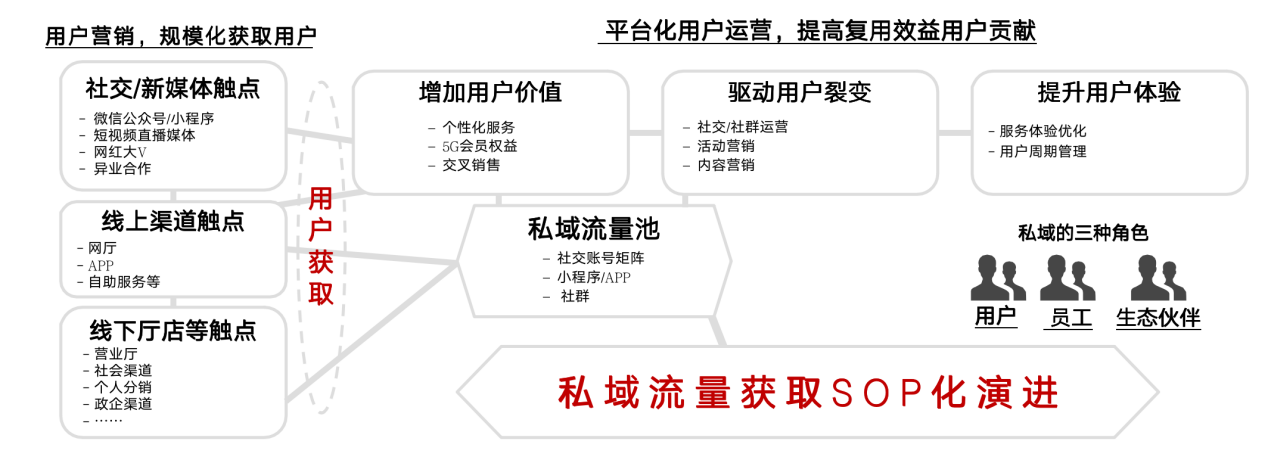 用户营销，规模化获取用户
平台化用户运营，提高复用效益用户贡献
社交/新媒体触点
– 微信公众号/小程序
– 短视频直播媒体
– 网红大V
– 异业合作
线上渠道触点
– 网厅
– APP
– 自助服务等
线下厅店等触点
– 营业厅
– 社会渠道
– 个人分销
– 政企渠道
– ……
用
户
获
取
增加用户价值
– 个性化服务
– 5G会员权益
– 交叉销售
驱动用户裂变
– 社交/社群运营
– 活动营销
– 内容营销
提升用户体验
– 服务体验优化
– 用户周期管理
私域流量池
– 社交账号矩阵
– 小程序/APP
– 社群
私域的三种角色
用户
员工
生态伙伴
私域流量获取SOP化演进